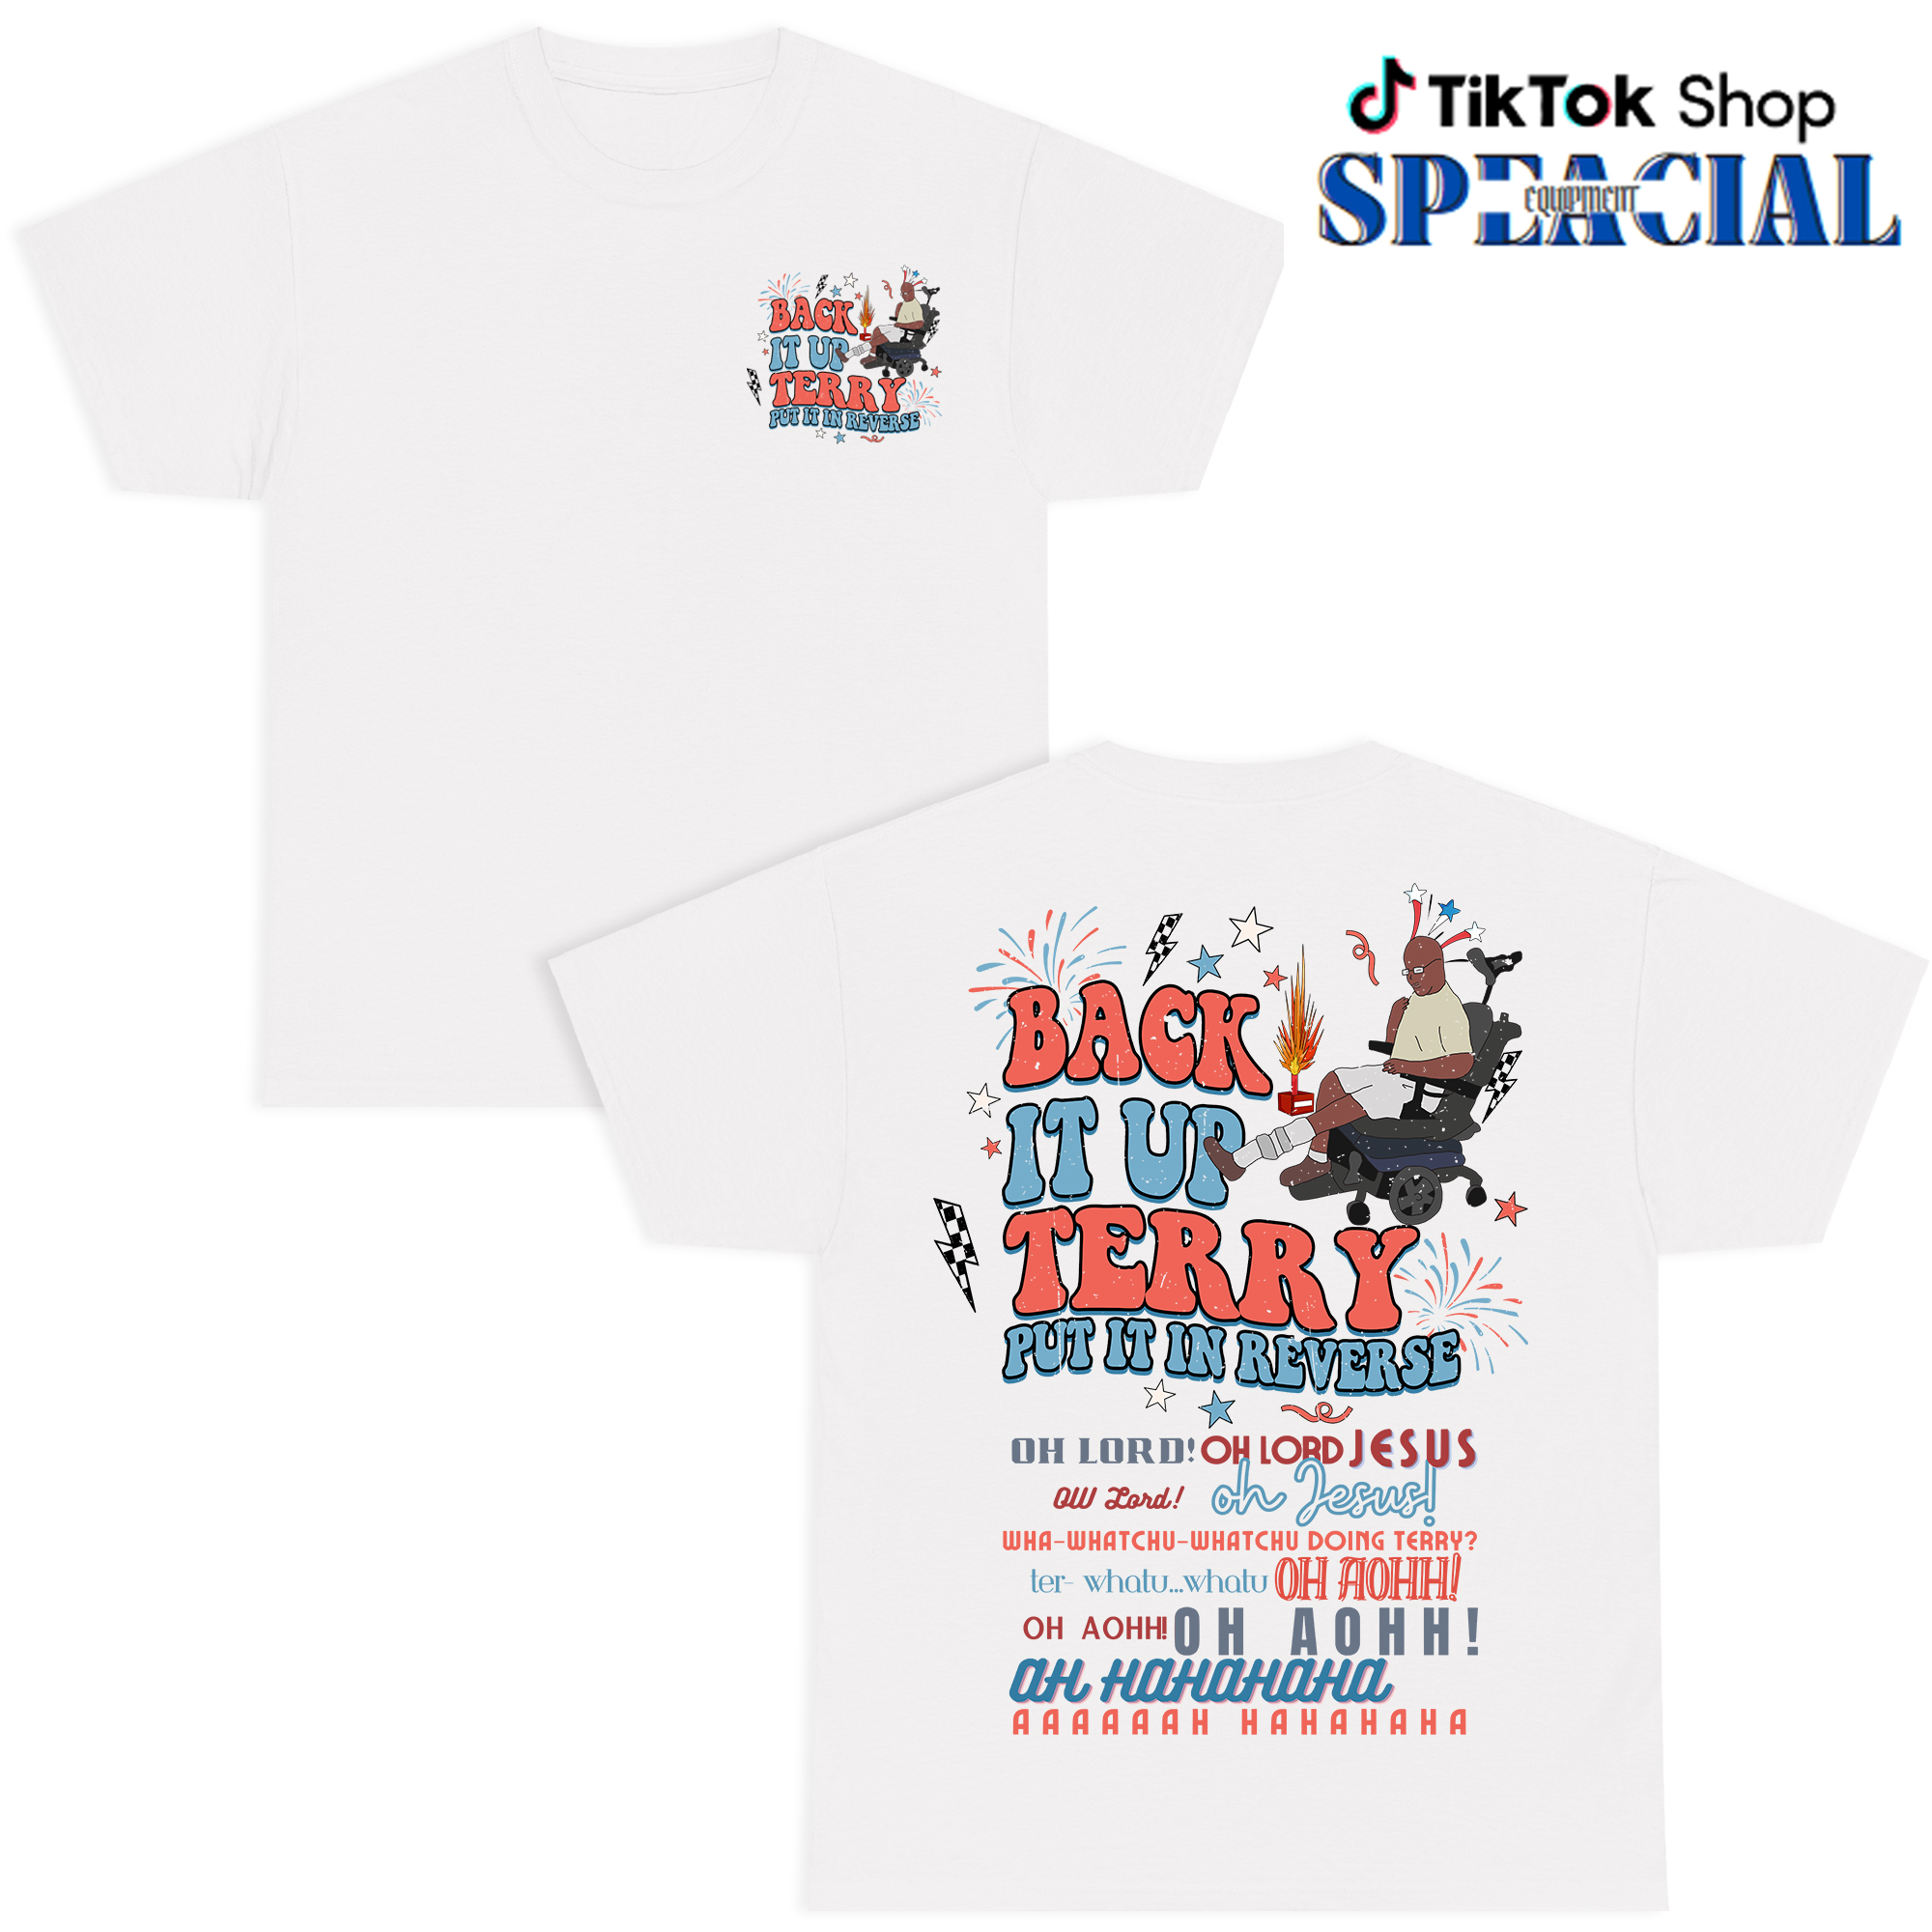 TikTok Shop
SPEACIAL
EQUIPMENT
BACK
IT UP
TERRY
PUT IT IN REVERSE
BACK
IT UP
TERRY
PUT IT IN REVERSE
OH LORD! OH LORD JESUS
OW Lord! oh Jesus!
WHA-WHATCHU-WHATCHU DOING TERRY?
ter- whatu...whatu OH AOHH!
OH AOHH! OH AOHH!
AH HAHAHAHA
AAAAAAH HAHAHAHA